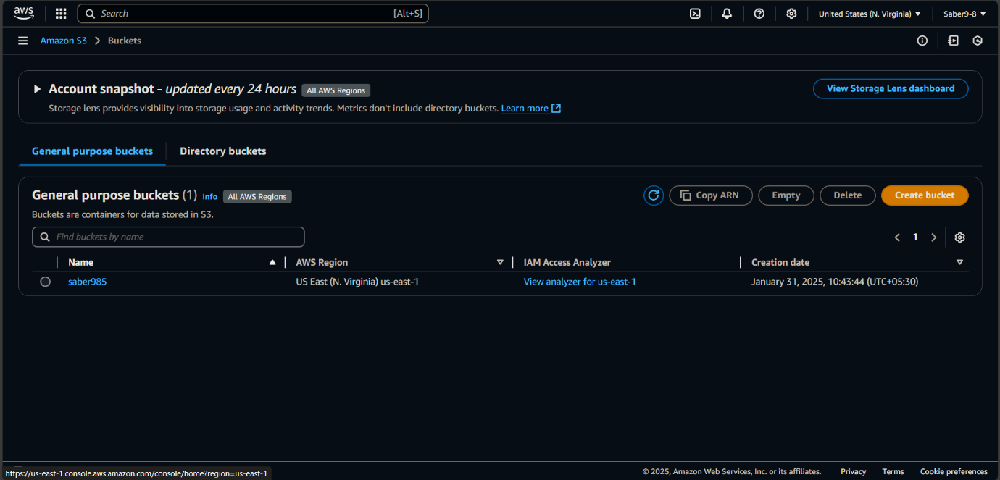 aws Search [Alt+S] United States (N. Virginia) Saber9-8
Amazon S3 Buckets
Account snapshot - updated every 24 hours All AWS Regions View Storage Lens dashboard
Storage lens provides visibility into storage usage and activity trends. Metrics don't include directory buckets. Learn more
General purpose buckets Directory buckets
General purpose buckets (1) Info All AWS Regions Copy ARN Empty Delete Create bucket
Buckets are containers for data stored in S3.
Find buckets by name 1
Name AWS Region IAM Access Analyzer Creation date
saber985 US East (N. Virginia) us-east-1 View analyzer for us-east-1 January 31, 2025, 10:43:44 (UTC+05:30)
https://us-east-1.console.aws.amazon.com/console/home?region=us-east-1 © 2025, Amazon Web Services, Inc. or its affiliates. Privacy Terms Cookie preferences